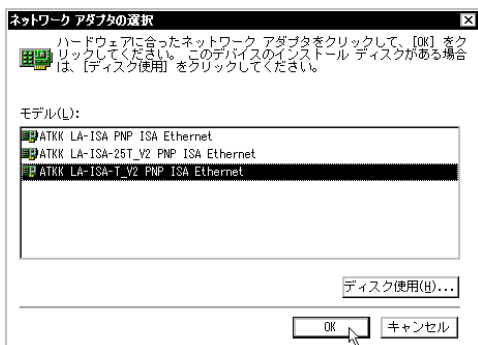 ネットワーク アダプタの選択
ハードウェアに合ったネットワーク アダプタをクリックして、[OK] をク
リックしてください。 このデバイスのインストール ディスクがある場合
は、[ディスク使用] をクリックしてください。
モデル(L):
ATKK LA-ISA PNP ISA Ethernet
ATKK LA-ISA-25T_V2 PNP ISA Ethernet
ATKK LA-ISA-T_V2 PNP ISA Ethernet
ディスク使用(H)...
OK
キャンセル